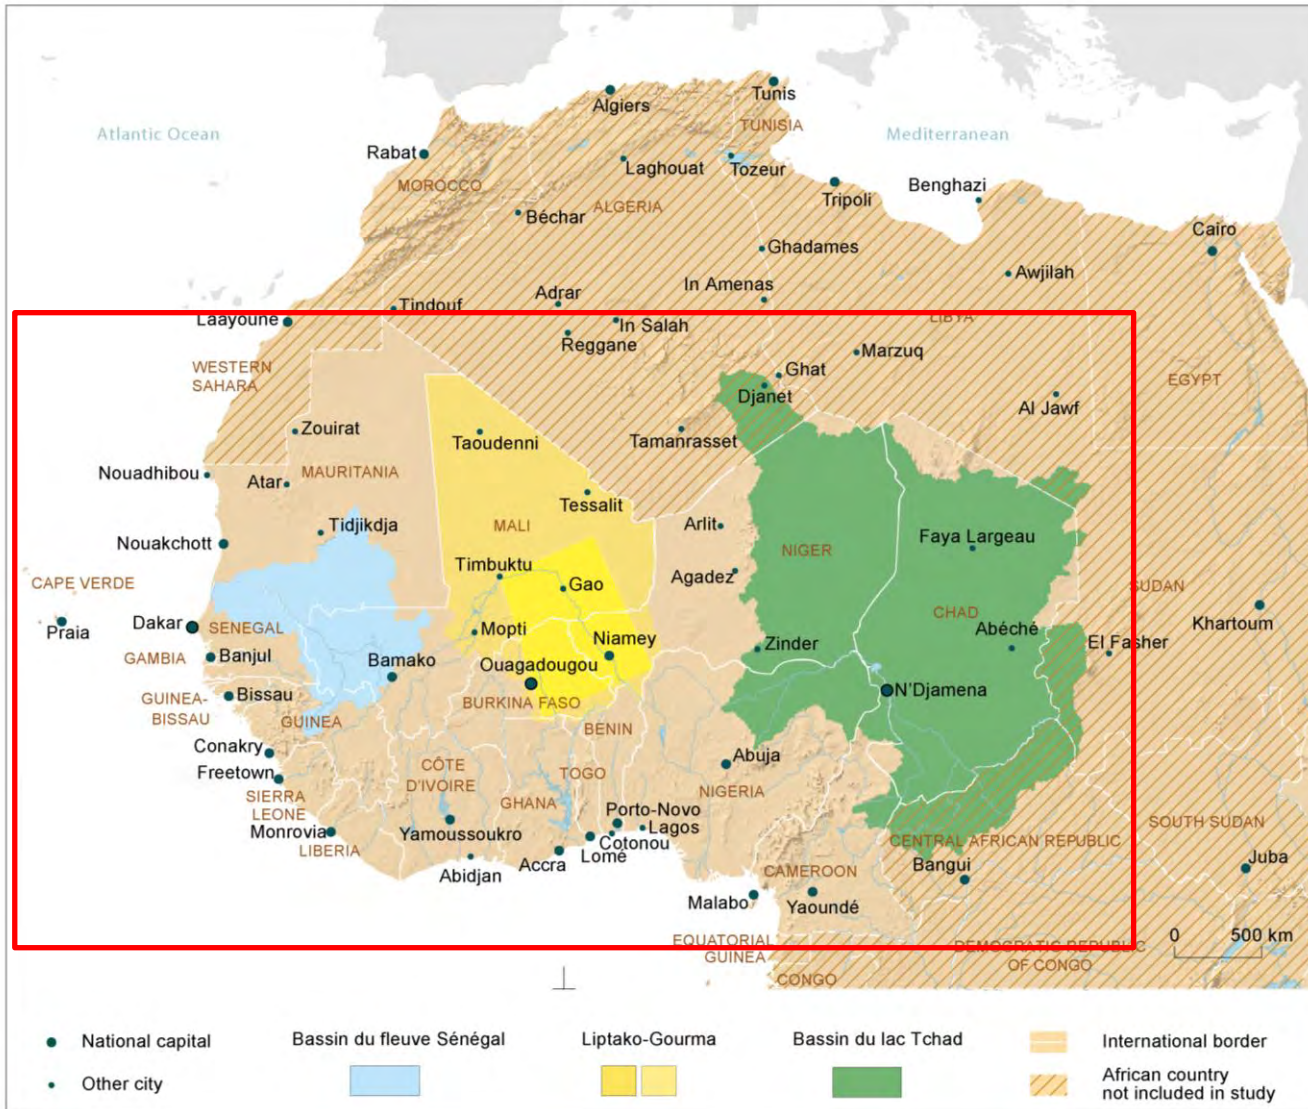 Algiers
Tunis
Atlantic Ocean
TUNISIA
Mediterranean
Rabat
Laghouat
Tozeur
MOROCCO
Tripoli
Benghazi
Béchar
ALGERIA
Cairo
Ghadames
Awjilah
In Amenas
Adrar
Tindouf
Laayoune
In Salah
LIBYA
Reggane
Marzuq
WESTERN
SAHARA
Ghat
EGYPT
Djanet
Al Jawf
Zouirat
Taoudenni
Tamanrasset
Nouadhibou
MAURITANIA
Atar
Tessalit
Tidjikdja
MALI
Arlit
Faya Largeau
Nouakchott
NIGER
Timbuktu
CAPE VERDE
Gao
Agadez
SUDAN
Praia
Dakar
SENEGAL
Mopti
Niamey
CHAD
Abéché
Khartoum
GAMBIA
Banjul
Bamako
Ouagadougou
Zinder
El Fasher
GUINEA-
BISSAU
Bissau
BURKINA FASO
N'Djamena
GUINEA
BENIN
Conakry
CÔTE
D'IVOIRE
Abuja
Freetown
TOGO
NIGERIA
SIERRA
LEONE
GHANA
Porto-Novo
Monrovia
Yamoussoukro
Lagos
Cotonou
SOUTH SUDAN
LIBERIA
Lomé
CENTRAL AFRICAN REPUBLIC
Abidjan
Accra
CAMEROON
Bangui
Juba
Malabo
Yaoundé
EQUATORIAL
GUINEA
DEMOCRATIC REPUBLIC
OF CONGO
0 500 km
CONGO
National capital
Bassin du fleuve Sénégal
Liptako-Gourma
Bassin du lac Tchad
International border
Other city
African country
not included in study